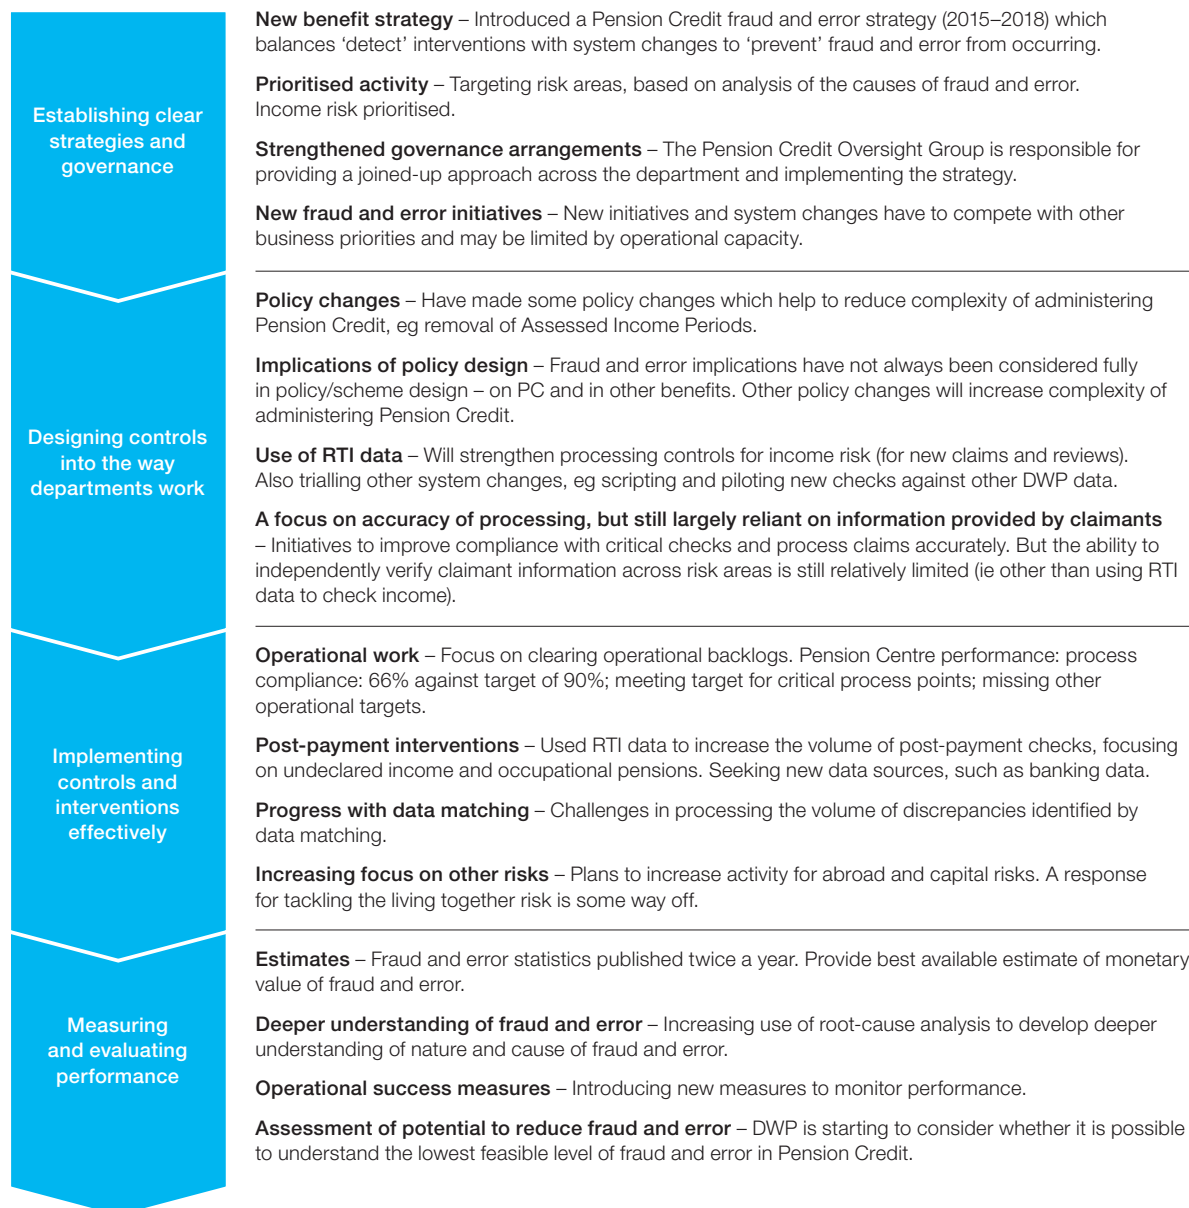 Establishing clear
strategies and
governance
New benefit strategy – Introduced a Pension Credit fraud and error strategy (2015–2018) which
balances ‘detect’ interventions with system changes to ‘prevent’ fraud and error from occurring.
Prioritised activity – Targeting risk areas, based on analysis of the causes of fraud and error.
Income risk prioritised.
Strengthened governance arrangements – The Pension Credit Oversight Group is responsible for
providing a joined-up approach across the department and implementing the strategy.
New fraud and error initiatives – New initiatives and system changes have to compete with other
business priorities and may be limited by operational capacity.
Designing controls
into the way
departments work
Policy changes – Have made some policy changes which help to reduce complexity of administering
Pension Credit, eg removal of Assessed Income Periods.
Implications of policy design – Fraud and error implications have not always been considered fully
in policy/scheme design – on PC and in other benefits. Other policy changes will increase complexity of
administering Pension Credit.
Use of RTI data – Will strengthen processing controls for income risk (for new claims and reviews).
Also trialling other system changes, eg scripting and piloting new checks against other DWP data.
A focus on accuracy of processing, but still largely reliant on information provided by claimants
– Initiatives to improve compliance with critical checks and process claims accurately. But the ability to
independently verify claimant information across risk areas is still relatively limited (ie other than using RTI
data to check income).
Implementing
controls and
interventions
effectively
Operational work – Focus on clearing operational backlogs. Pension Centre performance: process
compliance: 66% against target of 90%; meeting target for critical process points; missing other
operational targets.
Post-payment interventions – Used RTI data to increase the volume of post-payment checks, focusing
on undeclared income and occupational pensions. Seeking new data sources, such as banking data.
Progress with data matching – Challenges in processing the volume of discrepancies identified by
data matching.
Increasing focus on other risks – Plans to increase activity for abroad and capital risks. A response
for tackling the living together risk is some way off.
Measuring
and evaluating
performance
Estimates – Fraud and error statistics published twice a year. Provide best available estimate of monetary
value of fraud and error.
Deeper understanding of fraud and error – Increasing use of root-cause analysis to develop deeper
understanding of nature and cause of fraud and error.
Operational success measures – Introducing new measures to monitor performance.
Assessment of potential to reduce fraud and error – DWP is starting to consider whether it is possible
to understand the lowest feasible level of fraud and error in Pension Credit.